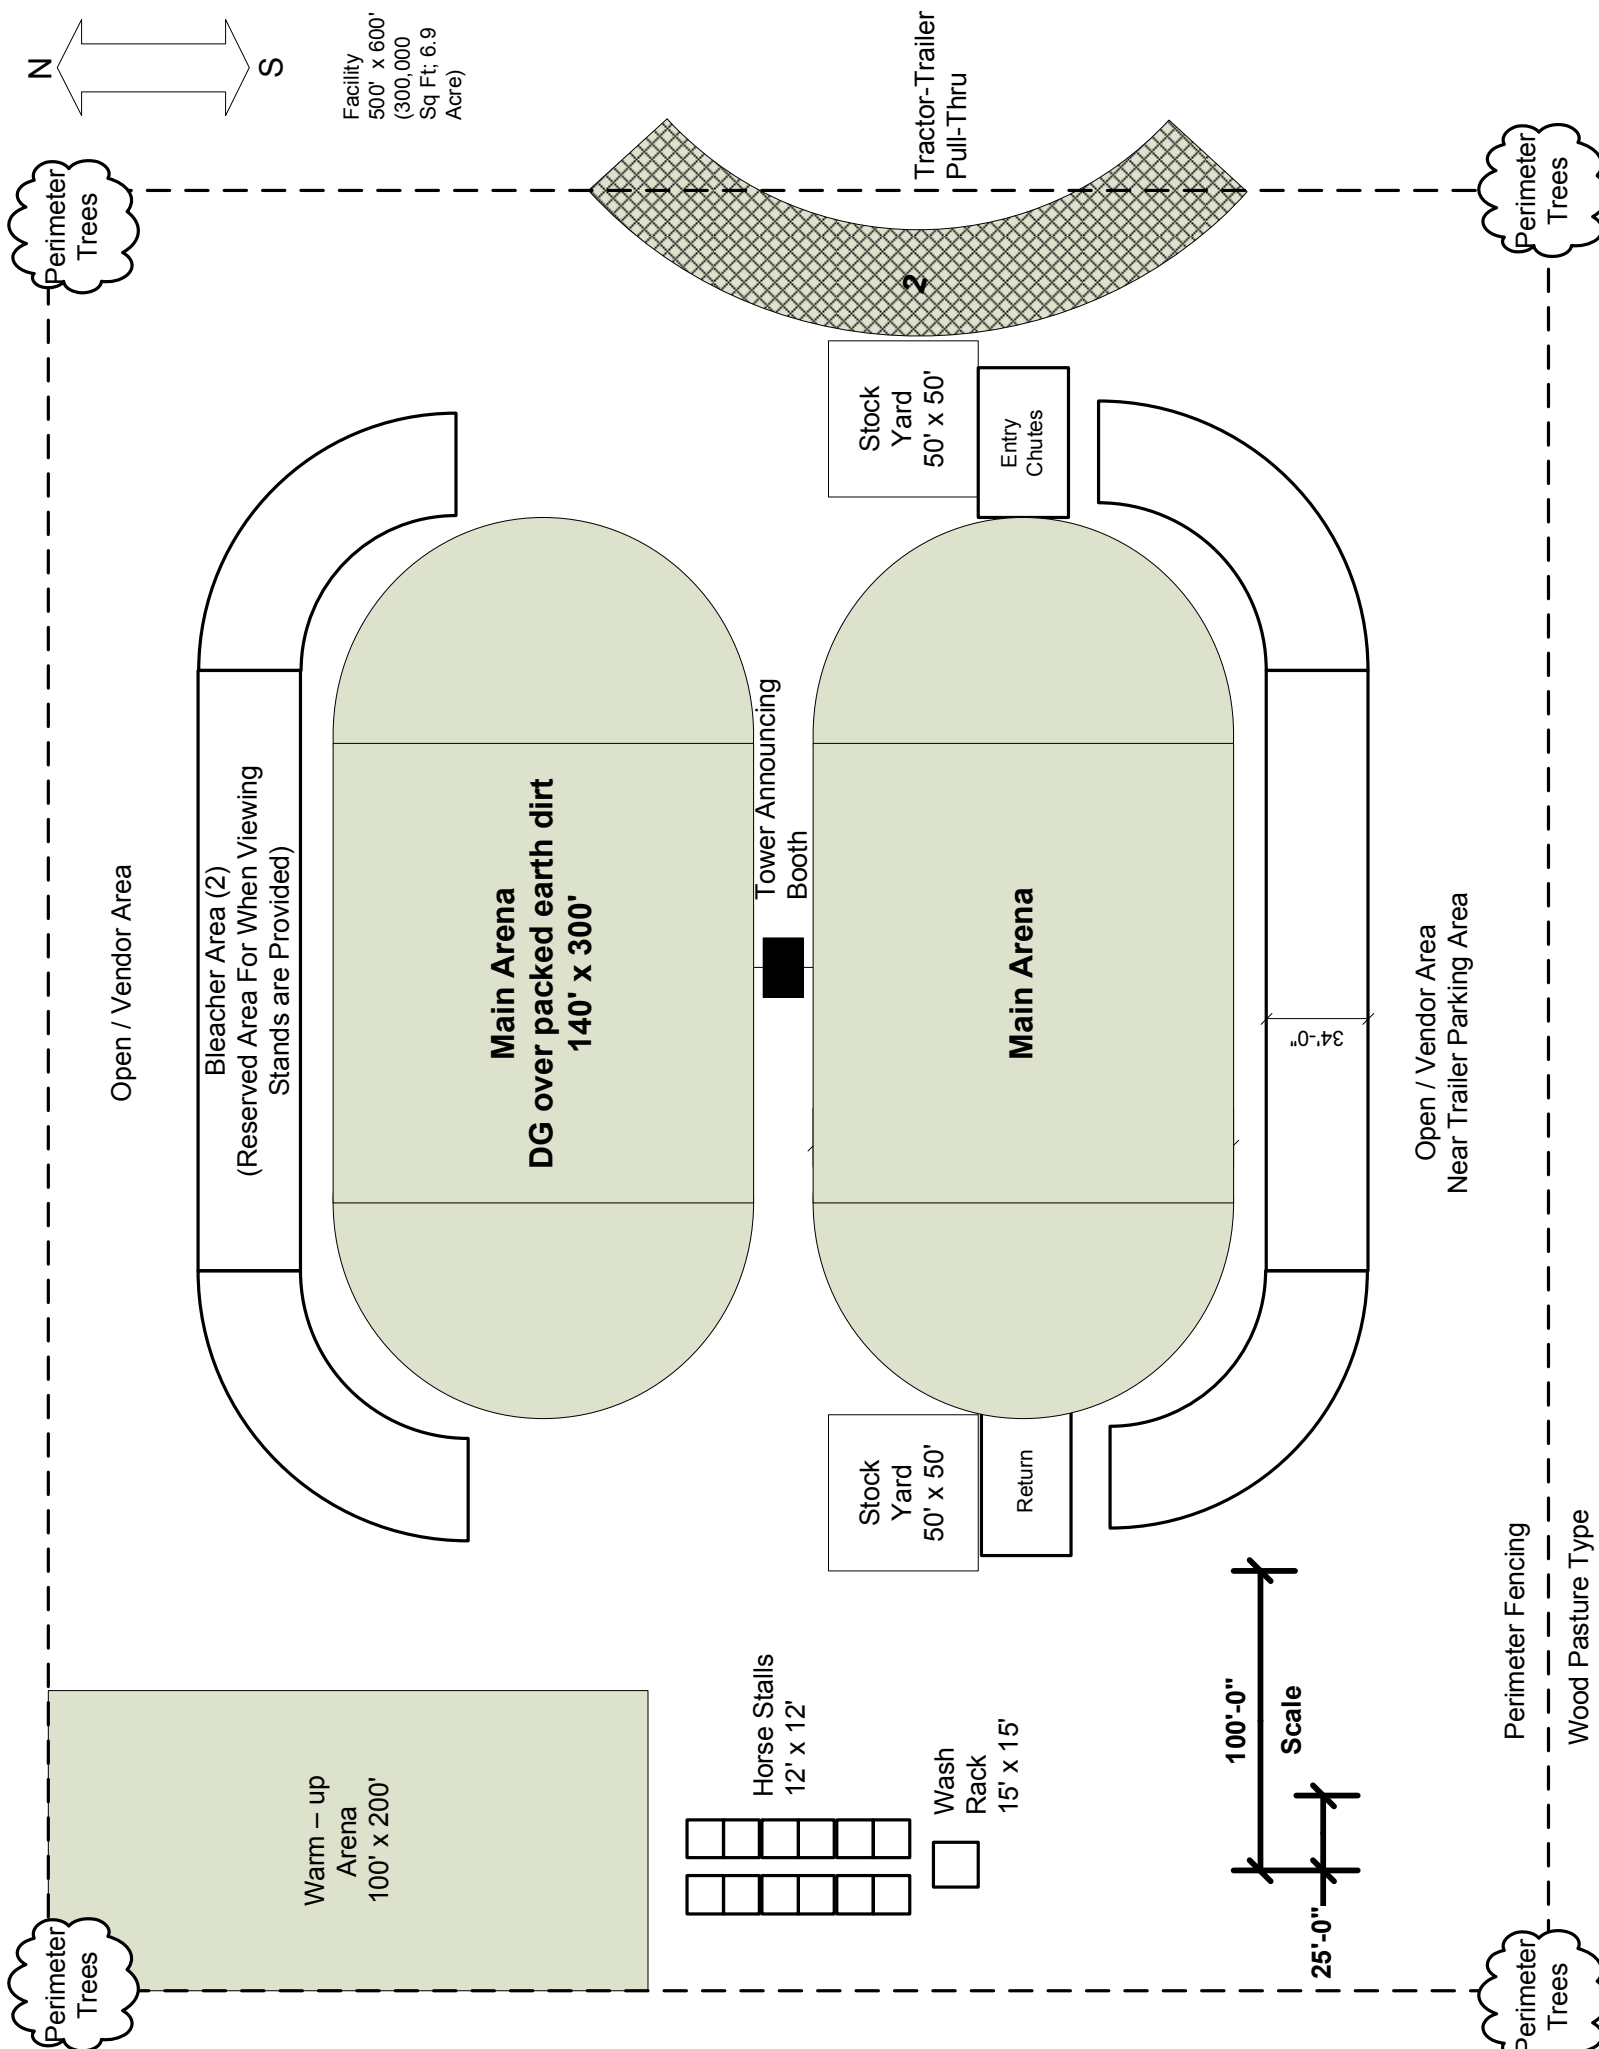 N
S
Perimeter
Trees
Perimeter
Trees
Open / Vendor Area
Bleacher Area (2)
(Reserved Area For When Viewing
Stands are Provided)
Facility
500' x 600'
(300,000
Sq Ft; 6.9
Acre)
Warm – up
Arena
100' x 200'
Main Arena
DG over packed earth dirt
140' x 300'
Horse Stalls
12' x 12'
Tower Announcing
Booth
Tractor-Trailer
Pull-Thru
2
Stock
Yard
50' x 50'
Stock
Yard
50' x 50'
Wash
Rack
15' x 15'
Return
Main Arena
Entry
Chutes
100'-0"
Scale
25'-0"
34'-0"
Open / Vendor Area
Near Trailer Parking Area
Perimeter Fencing
Wood Pasture Type
Perimeter
Trees
Perimeter
Trees